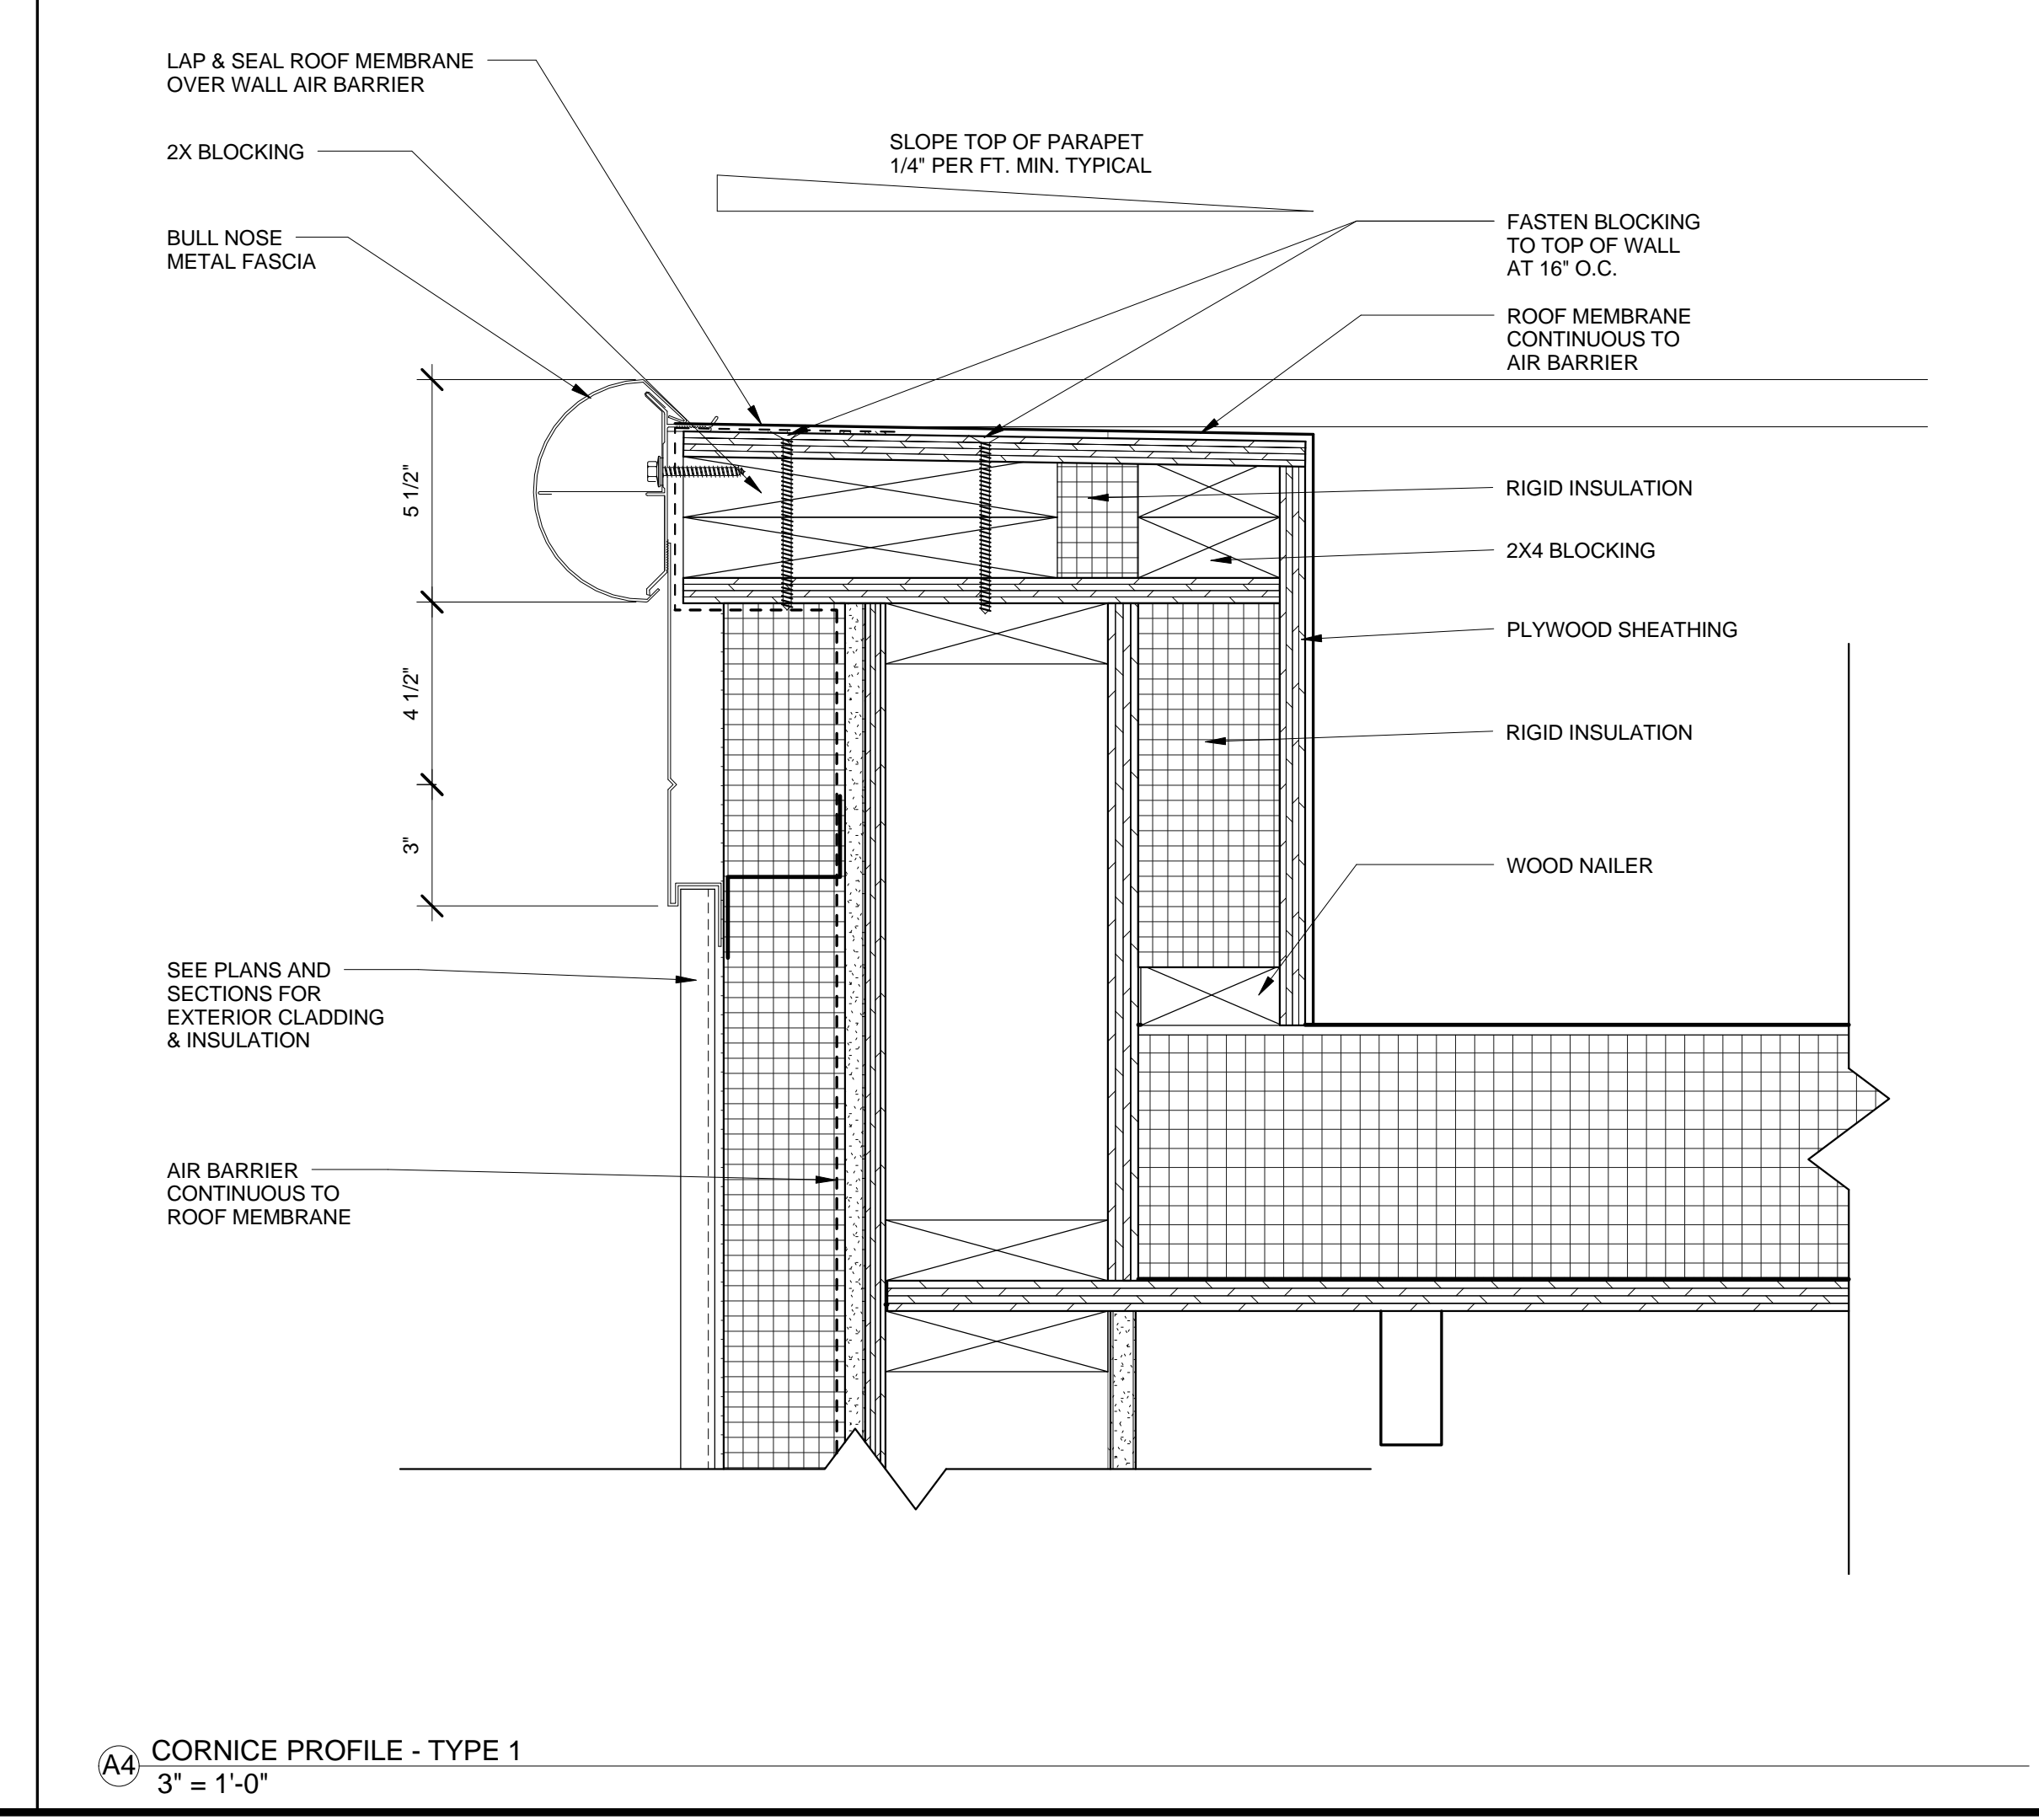 LAP & SEAL ROOF MEMBRANE
OVER WALL AIR BARRIER
2X BLOCKING
BULL NOSE
METAL FASCIA
SLOPE TOP OF PARAPET
1/4" PER FT. MIN. TYPICAL
FASTEN BLOCKING
TO TOP OF WALL
AT 16" O.C.
ROOF MEMBRANE
CONTINUOUS TO
AIR BARRIER
5 1/2"
4 1/2"
3"
RIGID INSULATION
2X4 BLOCKING
PLYWOOD SHEATHING
RIGID INSULATION
WOOD NAILER
SEE PLANS AND
SECTIONS FOR
EXTERIOR CLADDING
& INSULATION
AIR BARRIER
CONTINUOUS TO
ROOF MEMBRANE
A4
CORNICE PROFILE - TYPE 1
3" = 1'-0"